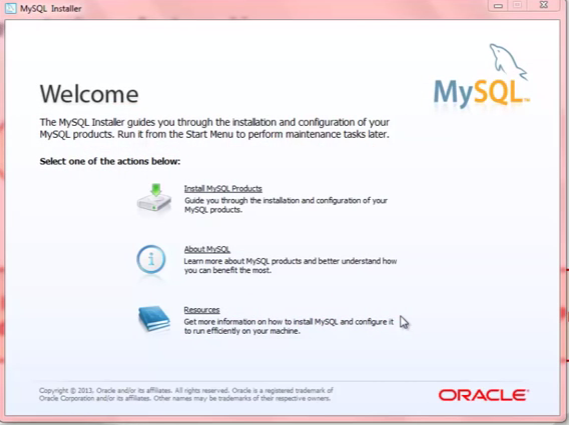 MySQL Installer
MySQL™
Welcome
The MySQL Installer guides you through the installation and configuration of your
MySQL products. Run it from the Start Menu to perform maintenance tasks later.
Select one of the actions below:
Install MySQL Products
Guide you through the installation and configuration of your
MySQL products.
About MySQL
Learn more about MySQL products and better understand how
you can benefit the most.
Resources
Get more information on how to install MySQL and configure it
to run efficiently on your machine.
Copyright © 2013, Oracle and/or its affiliates. All rights reserved. Oracle is a registered trademark of
Oracle Corporation and/or its affiliates. Other names may be trademarks of their respective owners.
ORACLE